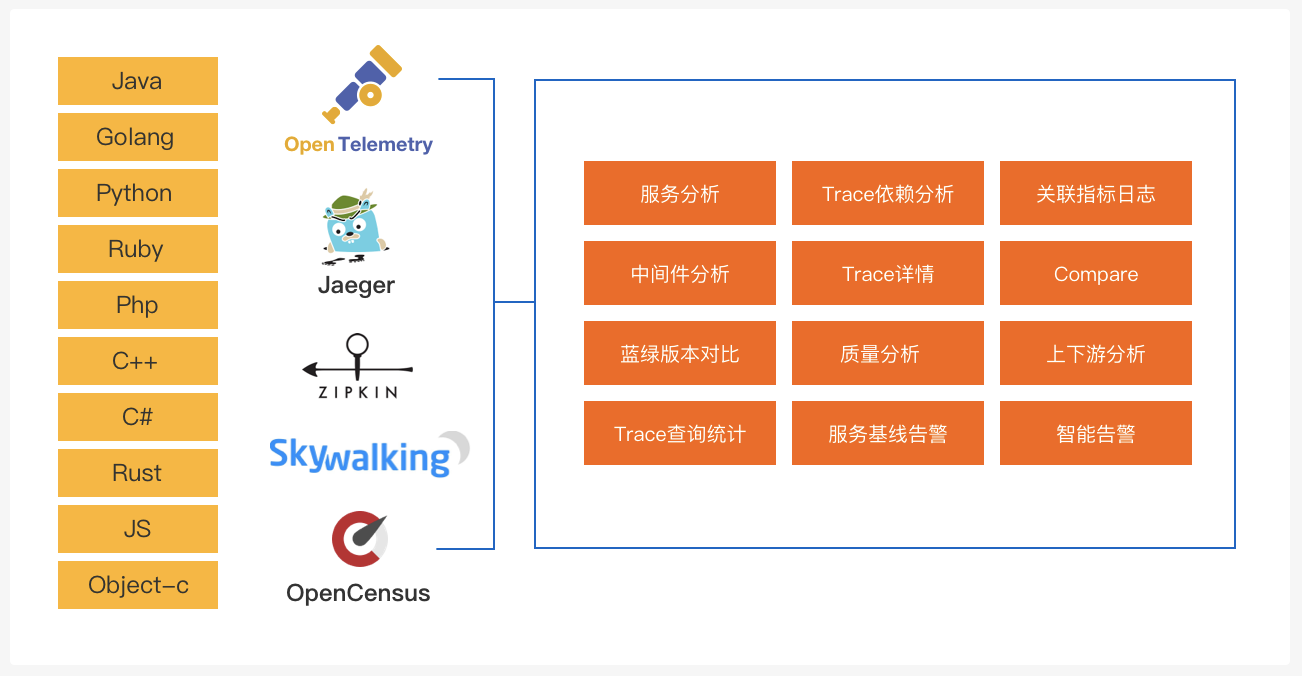 Java
Golang
Python
Ruby
Php
C++
C#
Rust
JS
Object-c
Open Telemetry
Jaeger
ZIPKIN
Skywalking
OpenCensus
服务分析
Trace依赖分析
关联指标日志
中间件分析
Trace详情
Compare
蓝绿版本对比
质量分析
上下游分析
Trace查询统计
服务基线告警
智能告警